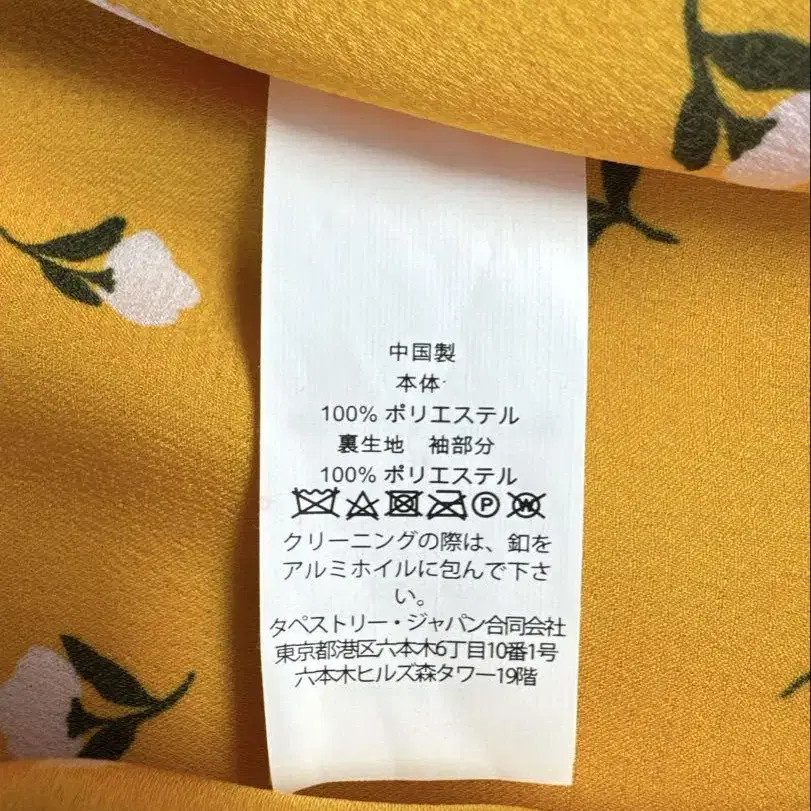 中国製
本体
100% ポリエステル
裏生地　袖部分
100% ポリエステル
P W
クリーニングの際は、釦を
アルミホイルに包んで下さ
い。
タペストリー・ジャパン合同会社
東京都港区六本木6丁目10番1号
六本木ヒルズ森タワー19階